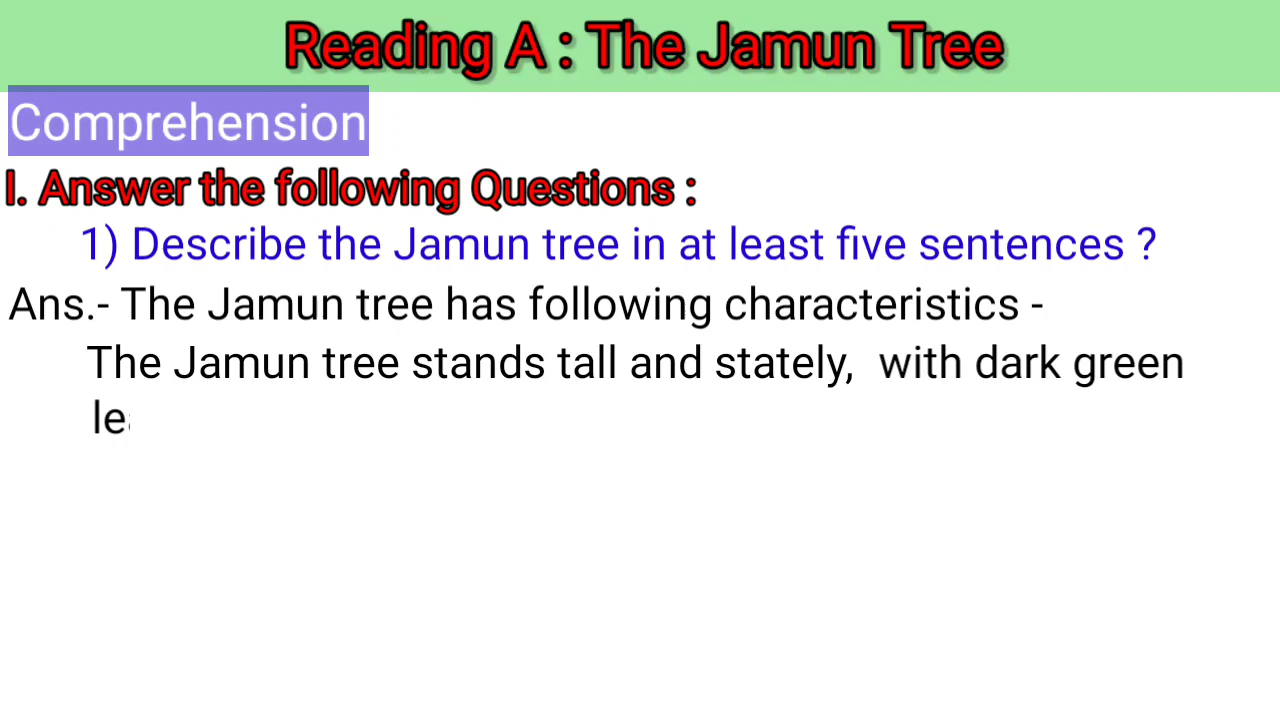 Reading A : The Jamun Tree
Comprehension
I. Answer the following Questions :
1) Describe the Jamun tree in at least five sentences ?
Ans.- The Jamun tree has following characteristics -
The Jamun tree stands tall and stately, with dark green